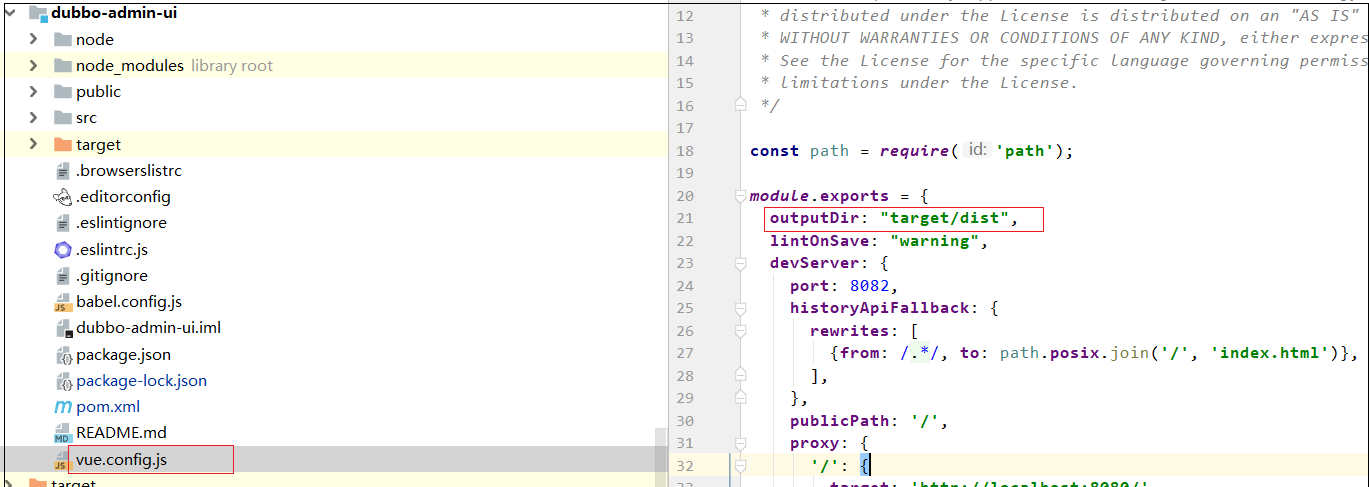 dubbo-admin-ui
node
node_modules library root
public
src
target
.browserslistrc
.editorconfig
.eslintignore
.eslintrc.js
.gitignore
babel.config.js
dubbo-admin-ui.iml
package.json
package-lock.json
pom.xml
README.md
vue.config.js
target
12 * distributed under the License is distributed on an "AS IS"
13 * WITHOUT WARRANTIES OR CONDITIONS OF ANY KIND, either expres
14 * See the License for the specific language governing permiss
15 * limitations under the License.
16 */
17
18 const path = require( id: 'path');
19
20 module.exports = {
21 outputDir: "target/dist",
22 lintOnSave: "warning",
23 devServer: {
24 port: 8082,
25 historyApiFallback: {
26 rewrites: [
27 {from: /.*/, to: path.posix.join('/', 'index.html')},
28 ],
29 },
30 publicPath: '/',
31 proxy: {
32 '/': {
33 target: 'http://localhost:8080/'